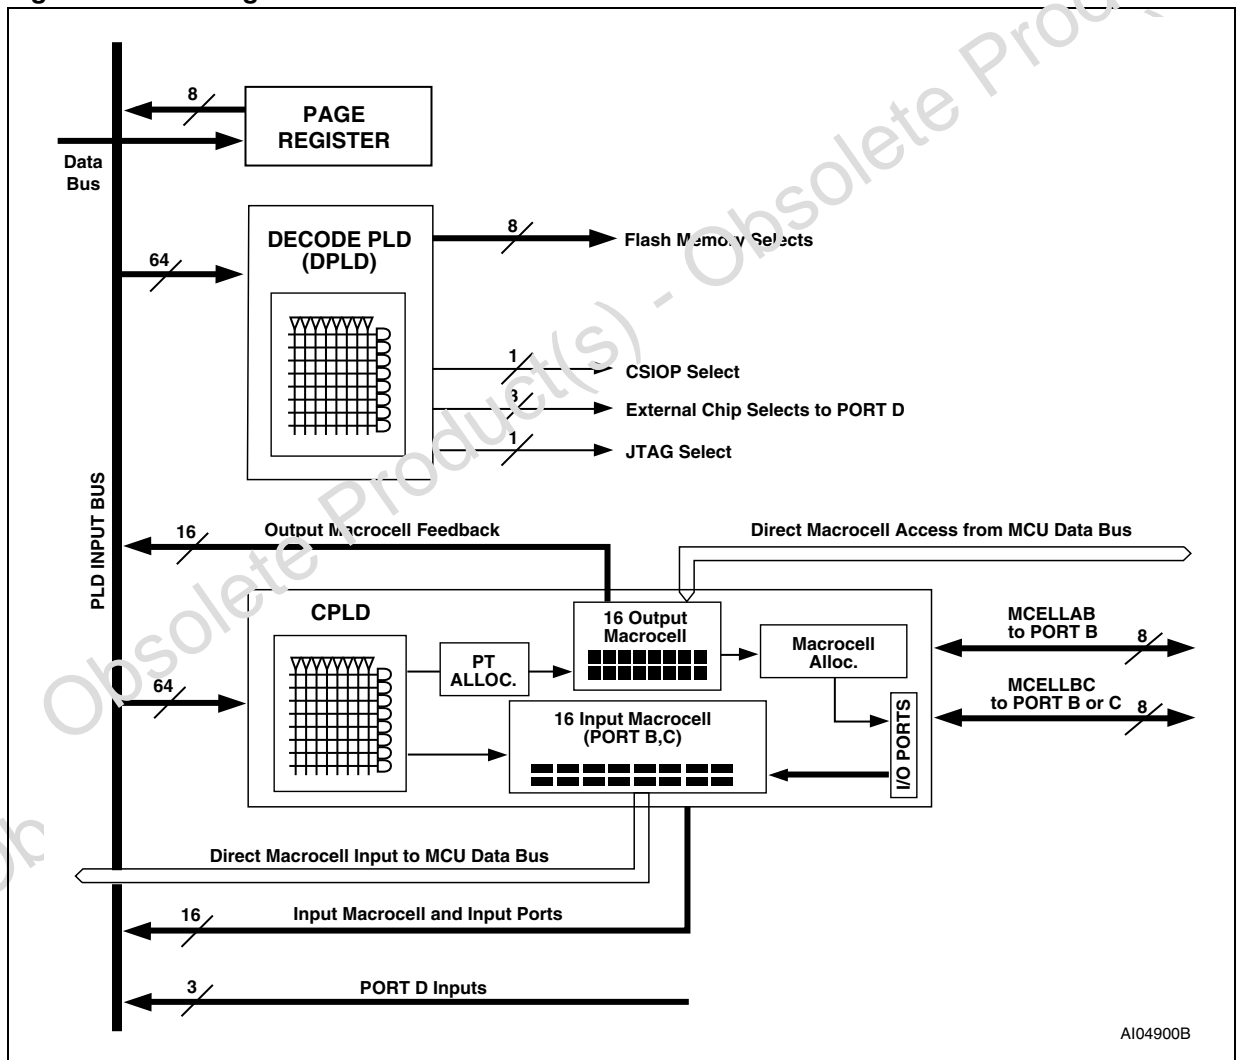 8
PAGE
REGISTER
Data
Bus
DECODE PLD
(DPLD)
8
Flash Memory Selects
64
1
CSIOP Select
3
External Chip Selects to PORT D
1
JTAG Select
PLD INPUT BUS
16
Output Macrocell Feedback
Direct Macrocell Access from MCU Data Bus
CPLD
16 Output
Macrocell
Macrocell
Alloc.
MCELLAB
to PORT B
8
PT
ALLOC.
64
16 Input Macrocell
(PORT B,C)
I/O PORTS
MCELLBC
to PORT B or C
8
Direct Macrocell Input to MCU Data Bus
16
Input Macrocell and Input Ports
3
PORT D Inputs
AI04900B
Obsolete Product(s) - Obsolete Prod